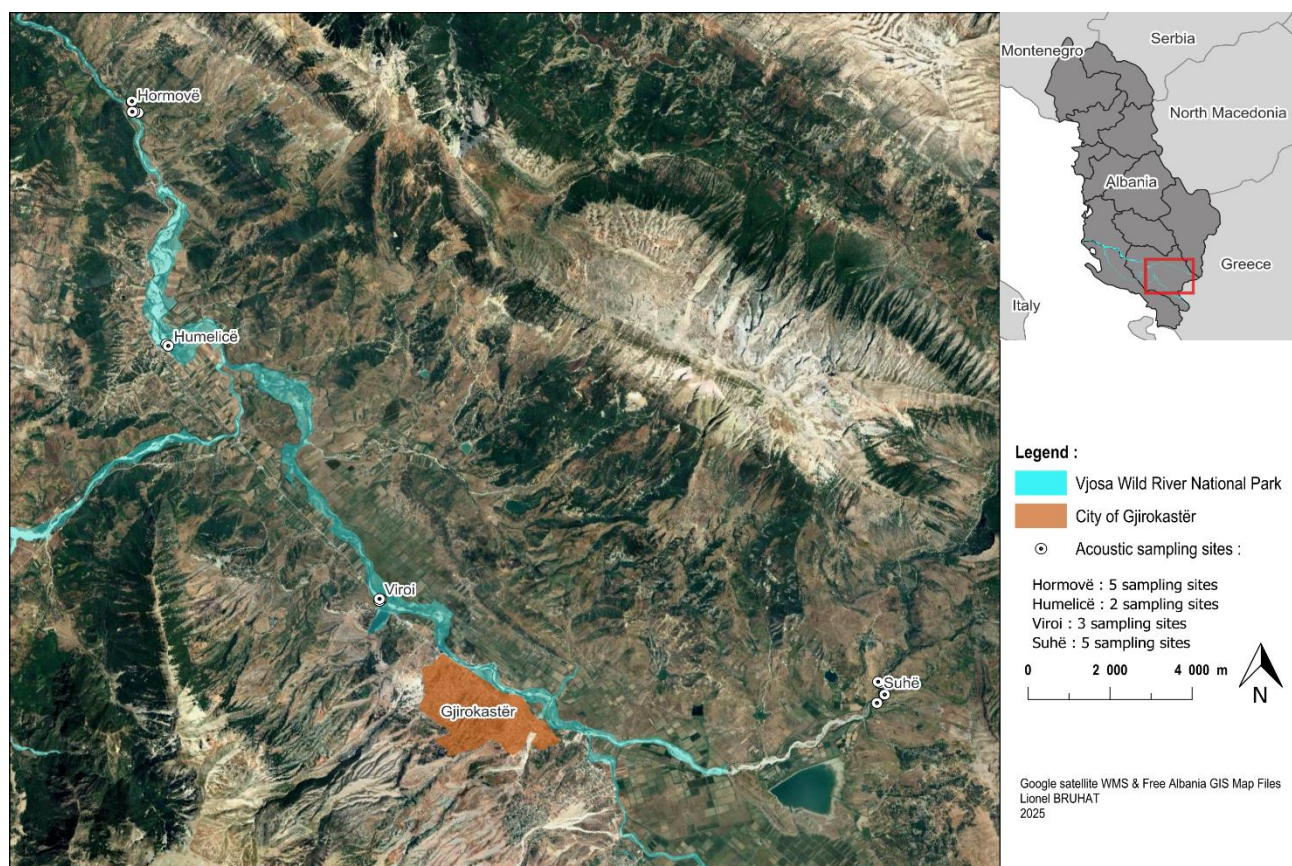 Hormovë
Humelicë
Viroi
Suhë
Gjirokastër
Serbia
Montenegro
North Macedonia
Albania
Greece
Italy
Legend :
Vjosa Wild River National Park
City of Gjirokastër
Acoustic sampling sites :
Hormovë : 5 sampling sites
Humelicë : 2 sampling sites
Viroi : 3 sampling sites
Suhë : 5 sampling sites
0 2 000 4 000 m
N
Google satellite WMS & Free Albania GIS Map Files
Lionel BRUHAT
2025